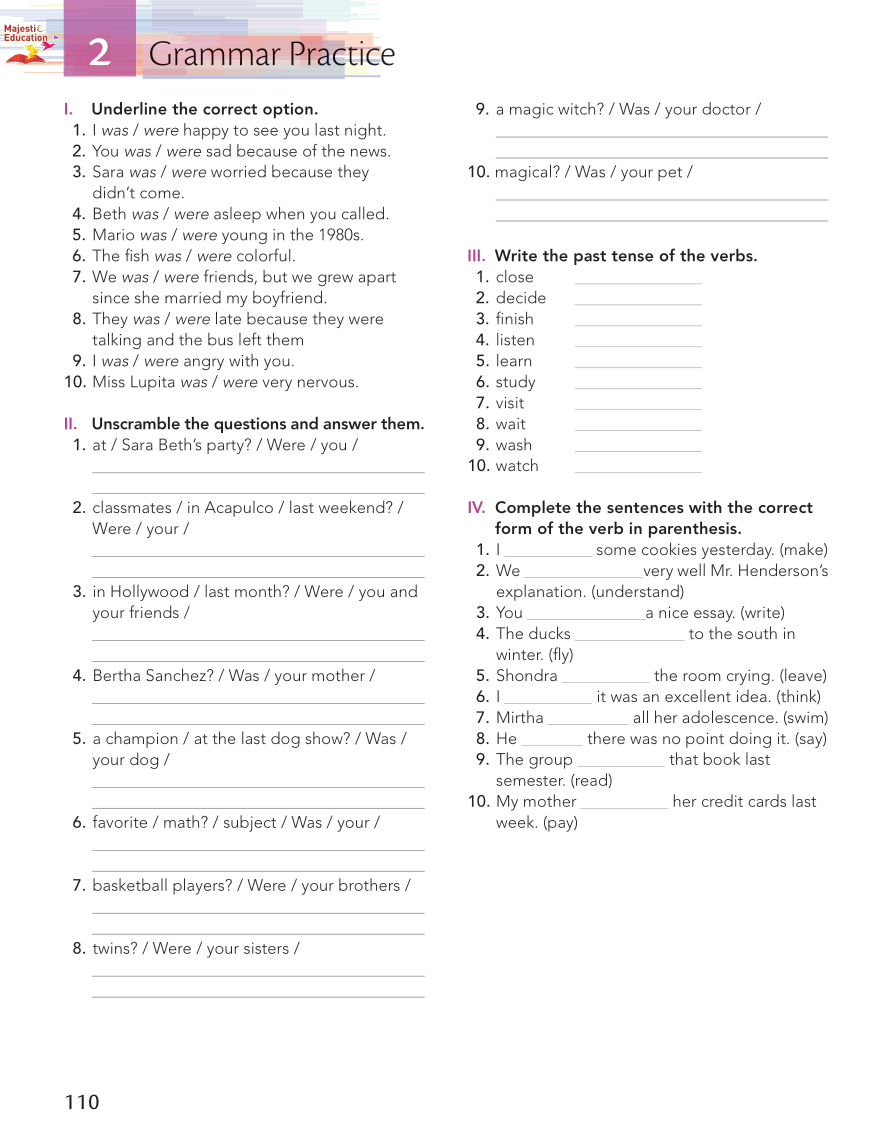 Majestic
Education
2 Grammar Practice
I. Underline the correct option.
1. I was / were happy to see you last night.
2. You was / were sad because of the news.
3. Sara was / were worried because they
didn’t come.
4. Beth was / were asleep when you called.
5. Mario was / were young in the 1980s.
6. The fish was / were colorful.
7. We was / were friends, but we grew apart
since she married my boyfriend.
8. They was / were late because they were
talking and the bus left them
9. I was / were angry with you.
10. Miss Lupita was / were very nervous.
II. Unscramble the questions and answer them.
1. at / Sara Beth’s party? / Were / you /
2. classmates / in Acapulco / last weekend? /
Were / your /
3. in Hollywood / last month? / Were / you and
your friends /
4. Bertha Sanchez? / Was / your mother /
5. a champion / at the last dog show? / Was /
your dog /
6. favorite / math? / subject / Was / your /
7. basketball players? / Were / your brothers /
8. twins? / Were / your sisters /
9. a magic witch? / Was / your doctor /
10. magical? / Was / your pet /
III. Write the past tense of the verbs.
1. close
2. decide
3. finish
4. listen
5. learn
6. study
7. visit
8. wait
9. wash
10. watch
IV. Complete the sentences with the correct
form of the verb in parenthesis.
1. I __________ some cookies yesterday. (make)
2. We _____________very well Mr. Henderson’s
explanation. (understand)
3. You _____________a nice essay. (write)
4. The ducks ____________ to the south in
winter. (fly)
5. Shondra __________ the room crying. (leave)
6. I __________ it was an excellent idea. (think)
7. Mirtha _________ all her adolescence. (swim)
8. He _______ there was no point doing it. (say)
9. The group __________ that book last
semester. (read)
10. My mother __________ her credit cards last
week. (pay)
110